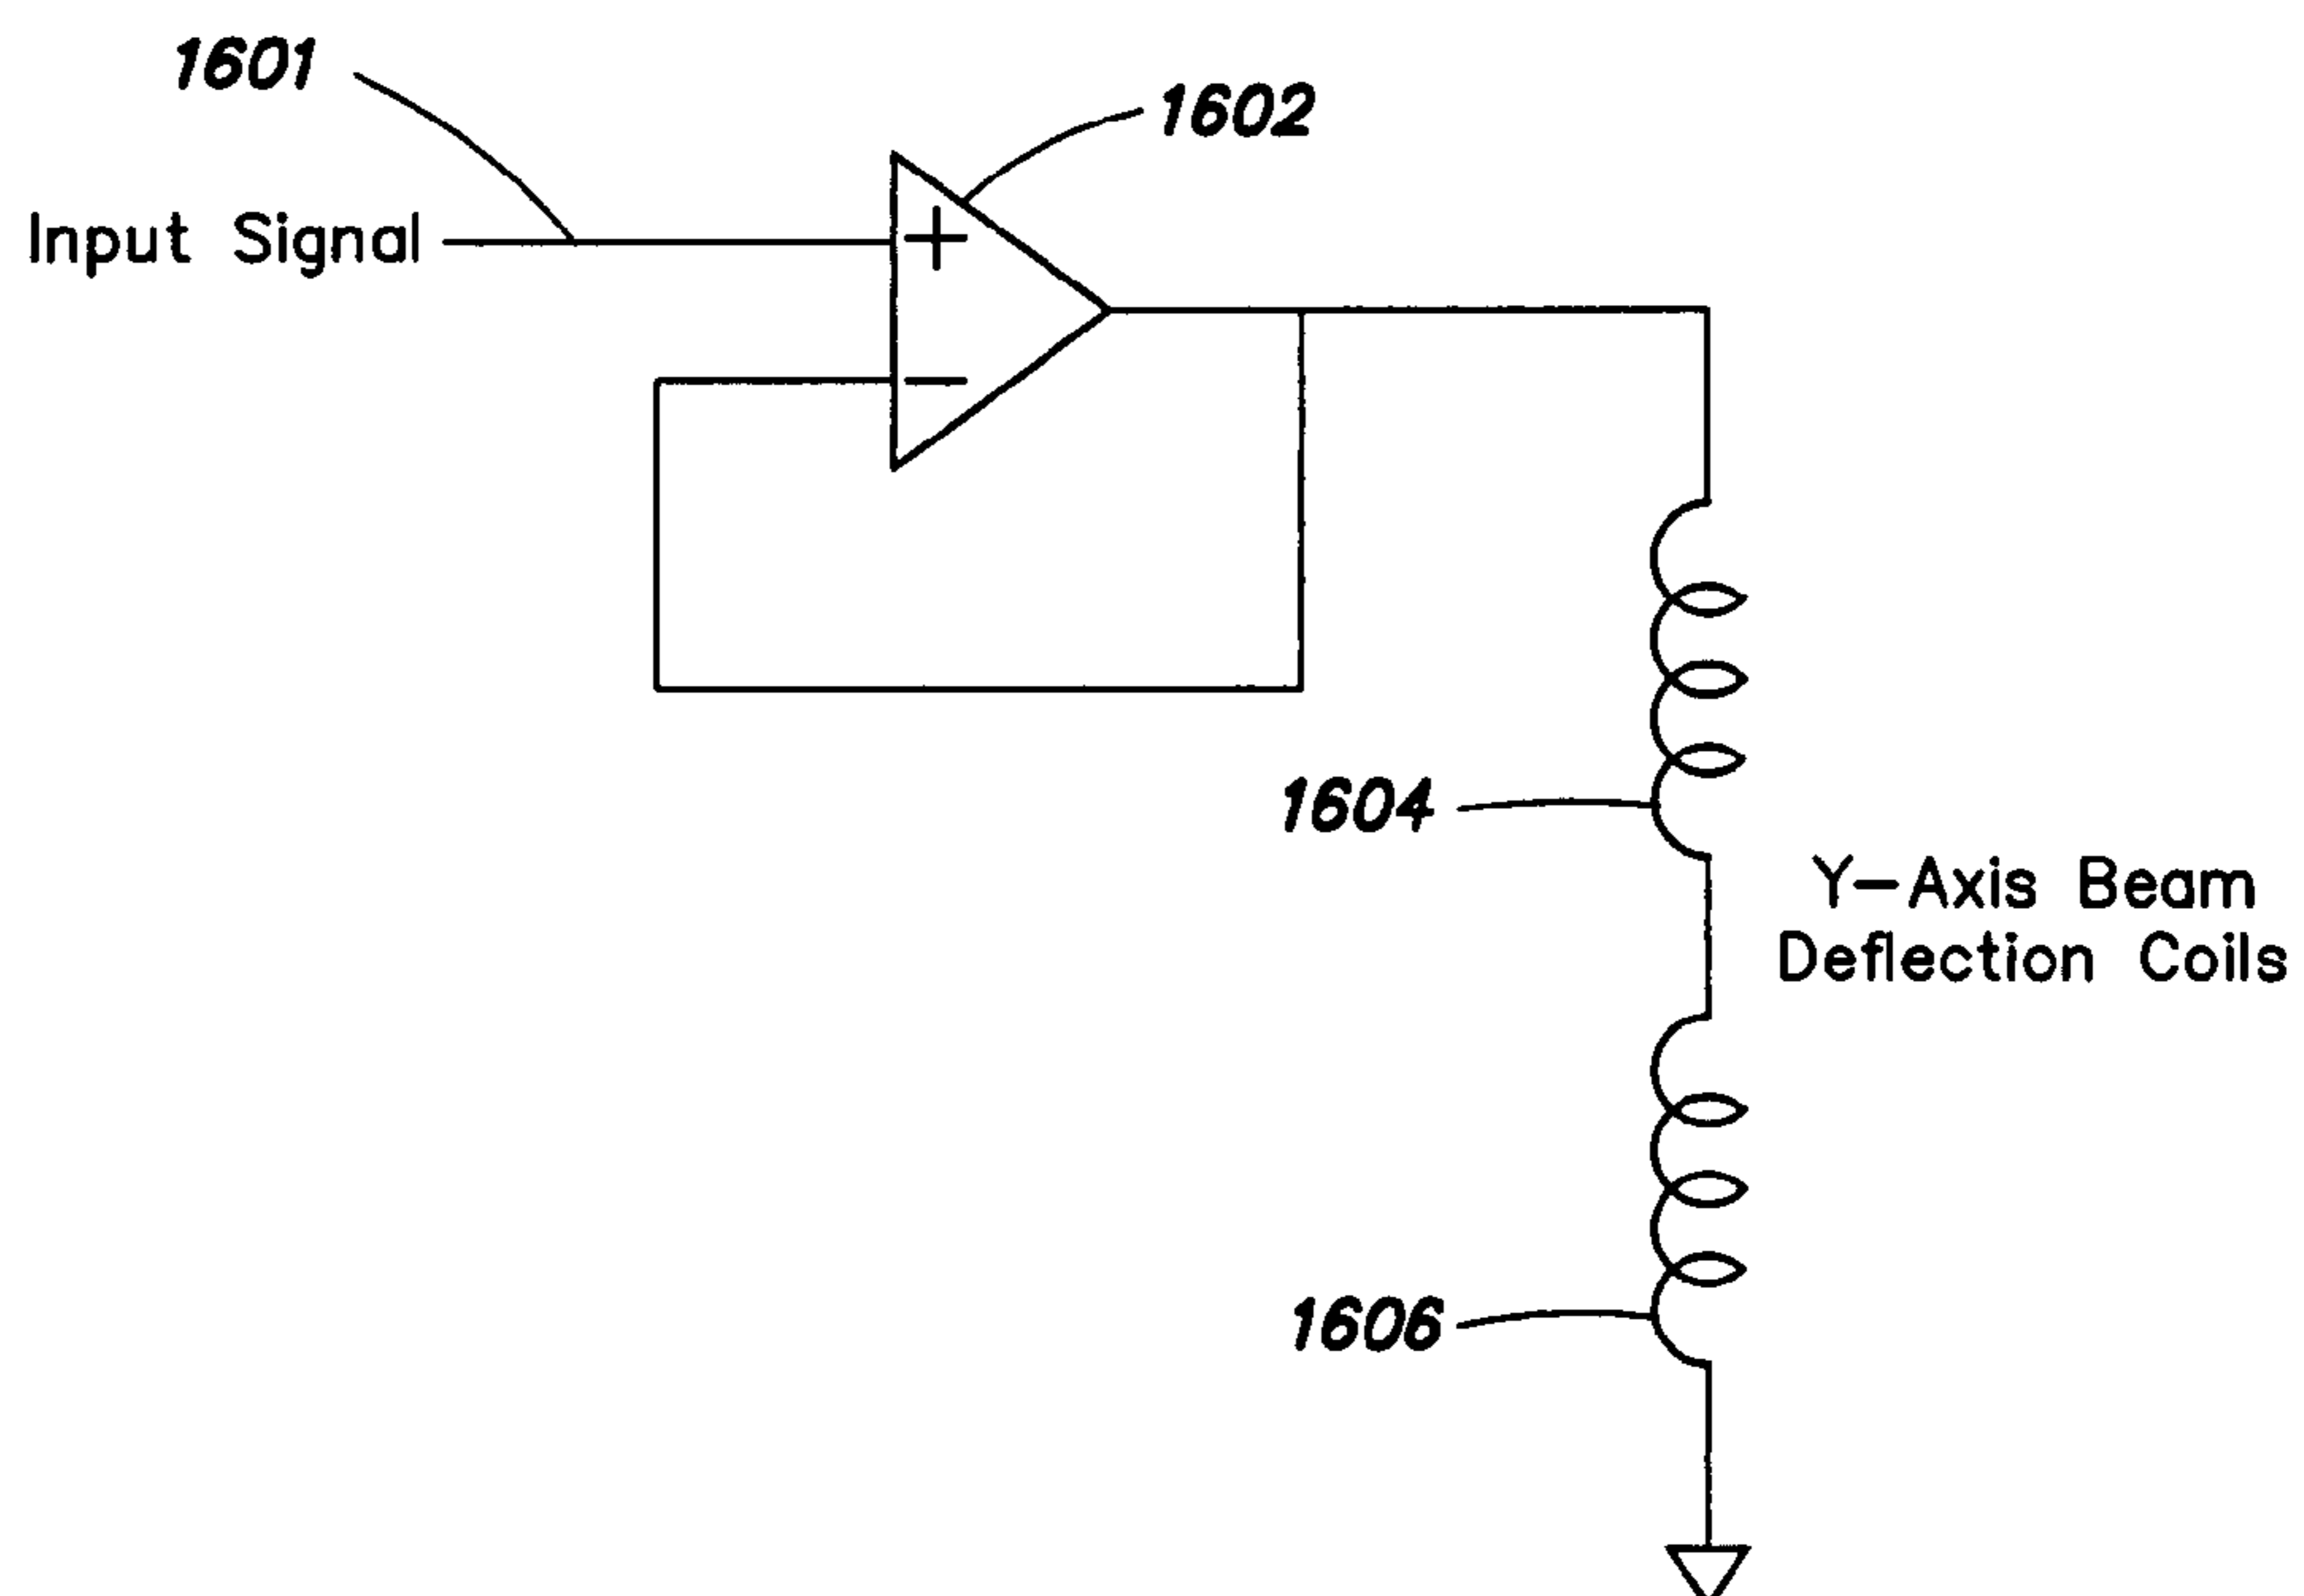 1601
1602
Input Signal
+
−
1604
Y-Axis Beam
Deflection Coils
1606